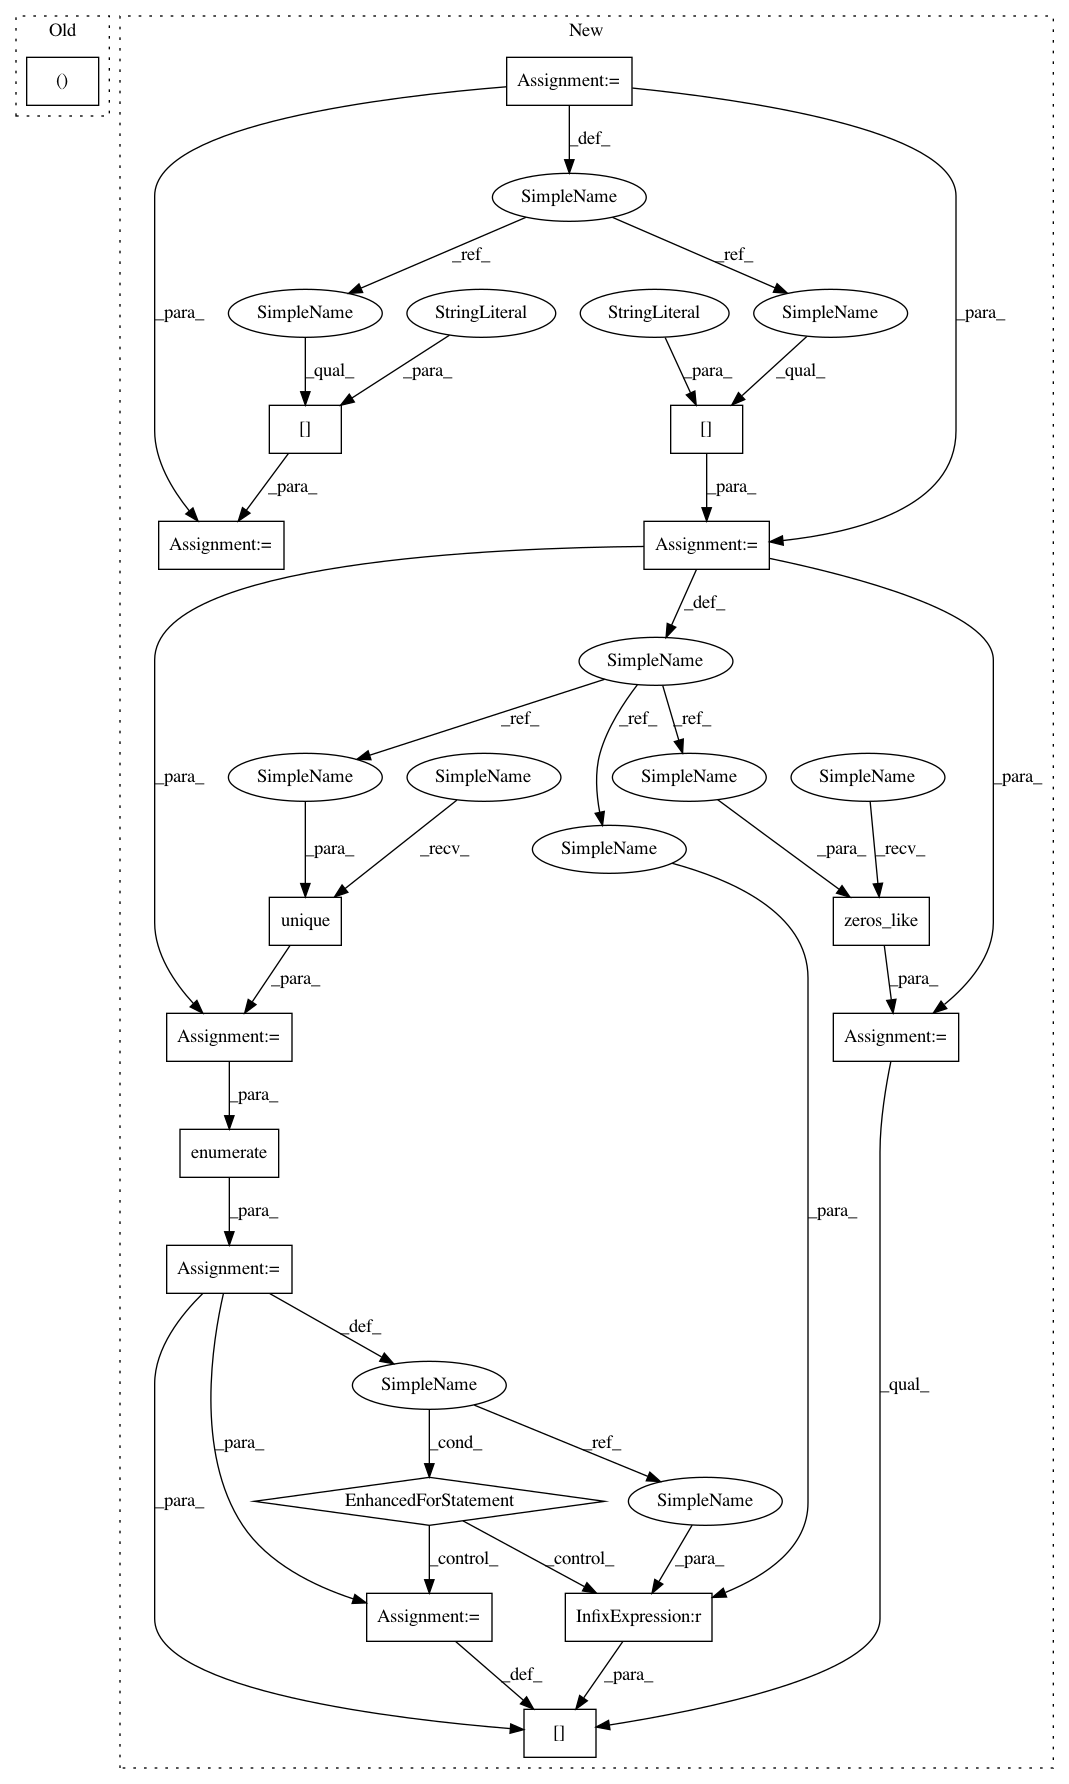 Old
New
()
Assignment:=
_def_
SimpleName
_ref_
_ref_
_para_
SimpleName
StringLiteral
StringLiteral
SimpleName
_para_
_qual_
_para_
_para_
_qual_
[]
[]
_para_
_para_
Assignment:=
Assignment:=
_def_
SimpleName
_ref_
_ref_
_ref_
_para_
SimpleName
SimpleName
SimpleName
SimpleName
_para_
_para_
_recv_
SimpleName
_para_
_recv_
unique
zeros_like
_para_
_para_
Assignment:=
Assignment:=
_para_
enumerate
_para_
_para_
Assignment:=
_def_
SimpleName
_qual_
_para_
_cond_
_ref_
_para_
EnhancedForStatement
SimpleName
_control_
_control_
_para_
Assignment:=
InfixExpression:r
_def_
_para_
[]